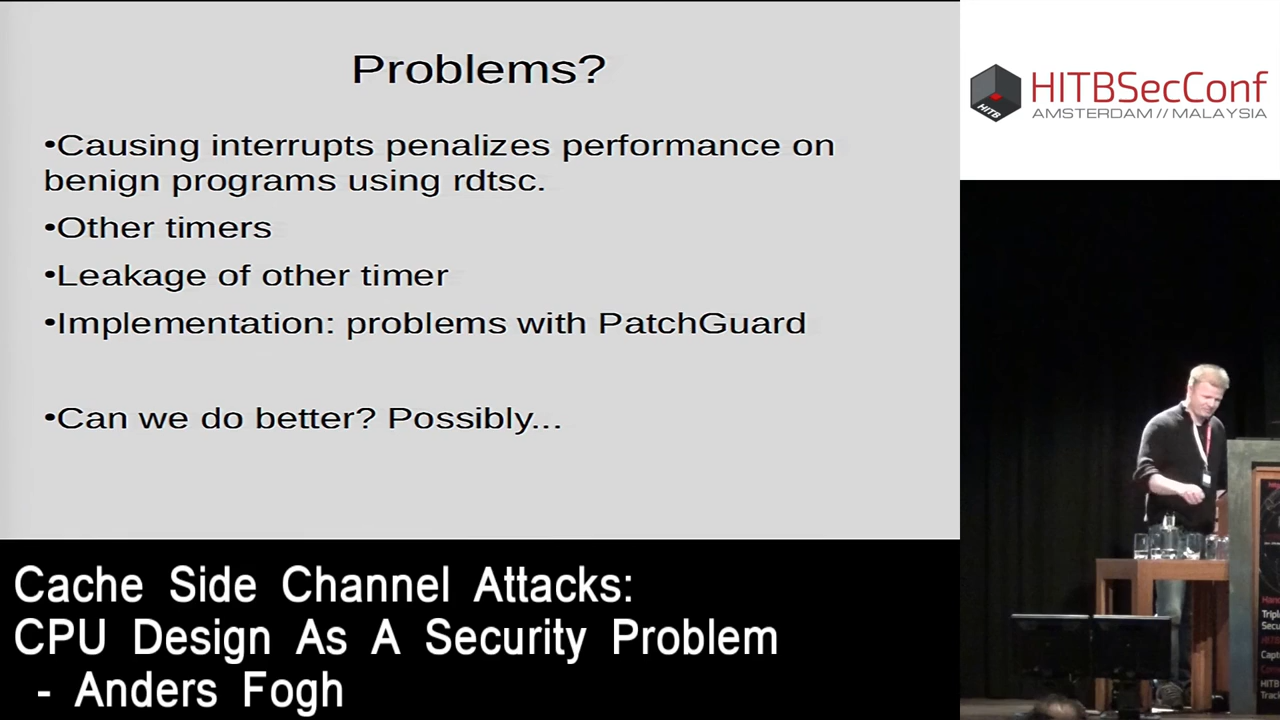 Problems?
•Causing interrupts penalizes performance on
benign programs using rdtsc.
•Other timers
•Leakage of other timer
•Implementation: problems with PatchGuard
•Can we do better? Possibly...
HITBSecConf
AMSTERDAM // MALAYSIA
HITB
Cache Side Channel Attacks:
CPU Design As A Security Problem
- Anders Fogh